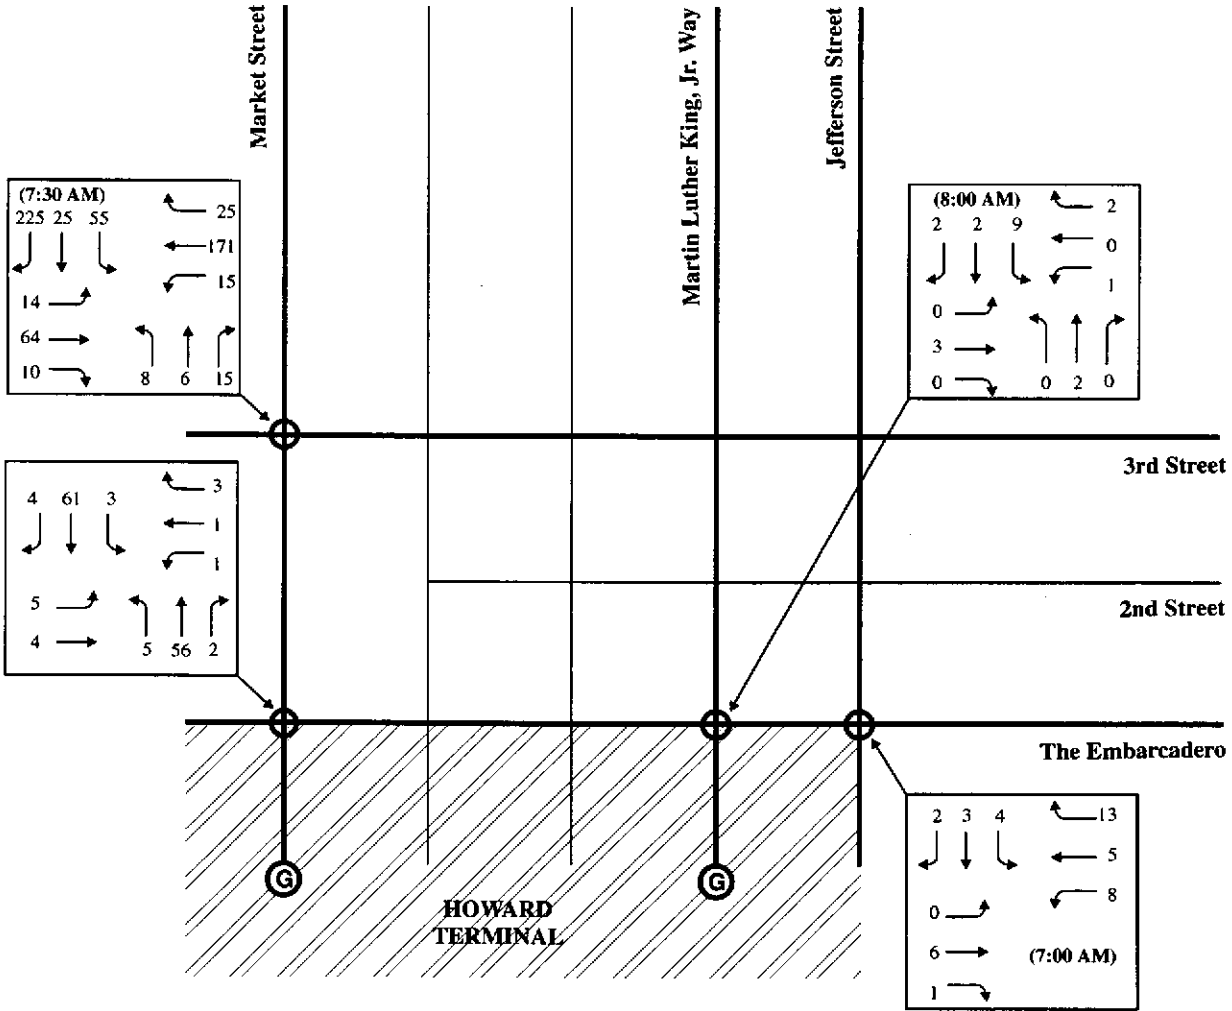 Market Street
Martin Luther King, Jr. Way
Jefferson Street
(7:30 AM)
225 25 55
25
171
15
14
64
10
8 6 15
(8:00 AM)
2 2 9
2
0
1
0
3
0
0 2 0
3rd Street
4 61 3
3
1
1
5
4
5 56 2
2nd Street
The Embarcadero
G
G
HOWARD
TERMINAL
2 3 4
13
5
8
0
6
(7:00 AM)
1